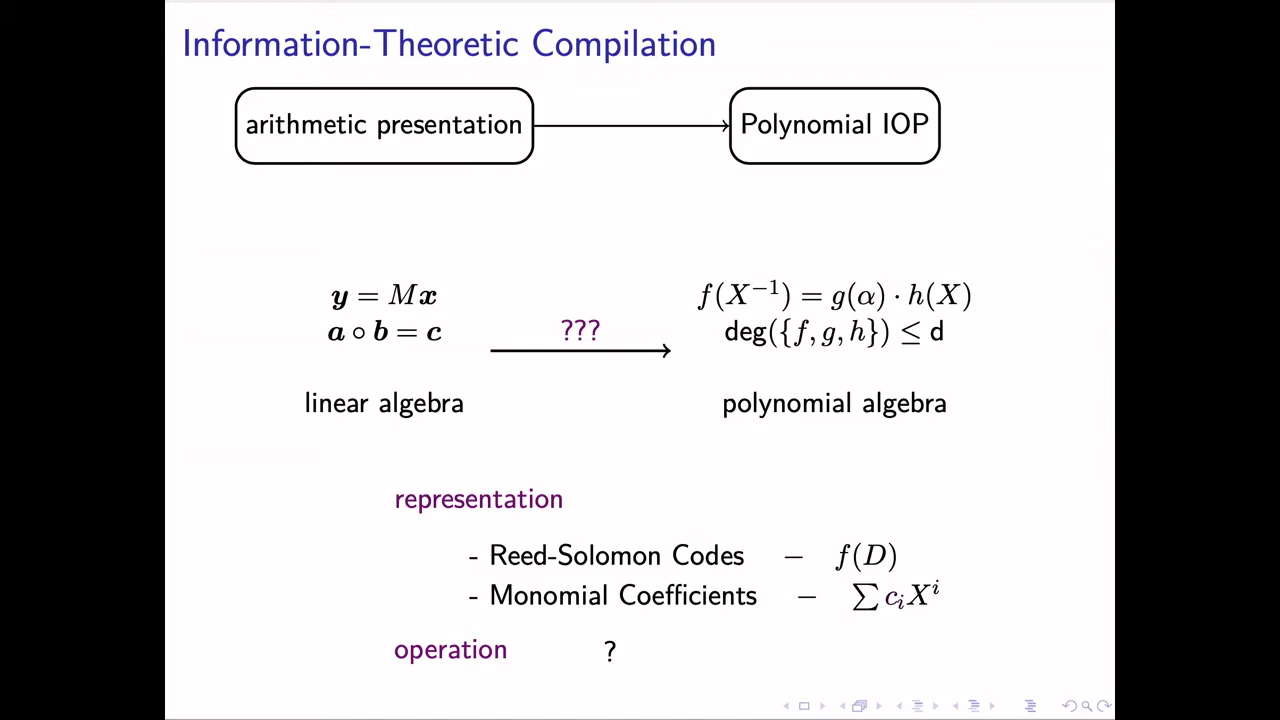 Information-Theoretic Compilation
arithmetic presentation
Polynomial IOP
y = Mx
a ∘ b = c
linear algebra
???
f(X⁻¹) = g(α) · h(X)
deg({f, g, h}) ≤ d
polynomial algebra
representation
- Reed-Solomon Codes – f(D)
- Monomial Coefficients – ∑ cᵢXⁱ
operation ?